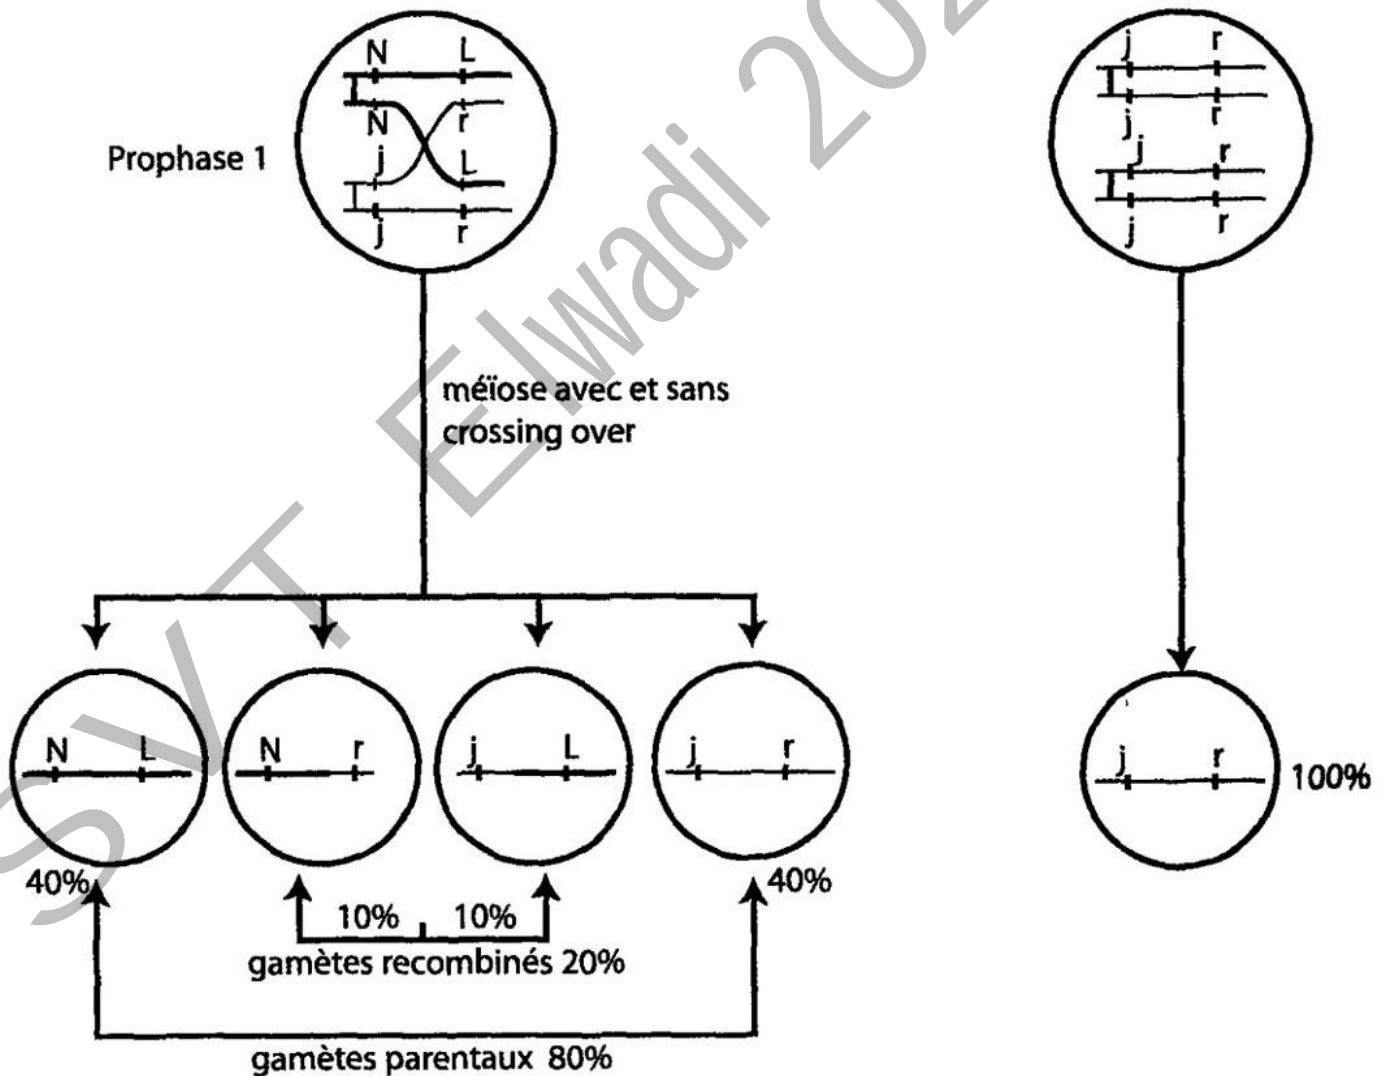 N L
N r
j L
j r
Prophase 1
j r
j r
j r
j r
méïose avec et sans
crossing over
N L
N r
j L
j r
j r
100%
40%
10% 10%
40%
gamètes recombinés 20%
gamètes parentaux 80%
SVT Elwadi 202